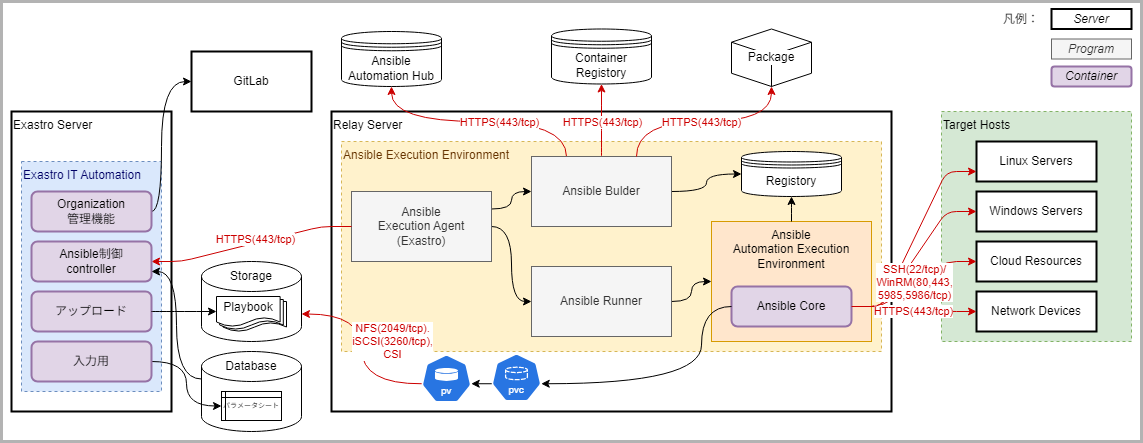 凡例：
Server
Program
Container
Ansible
Automation Hub
Container
Registry
Package
GitLab
HTTPS(443/tcp)
HTTPS(443/tcp)
HTTPS(443/tcp)
Exastro Server
Relay Server
Target Hosts
Exastro IT Automation
Organization
管理機能
Ansible制御
controller
アップロード
入力用
Ansible Execution Environment
Ansible
Execution Agent
(Exastro)
Ansible Bulder
Ansible Runner
Registry
Ansible
Automation Execution
Environment
Ansible Core
HTTPS(443/tcp)
Storage
Playbook
Database
パラメータシート
NFS(2049/tcp).
iSCSI(3260/tcp),
CSI
pv
pvc
Linux Servers
Windows Servers
Cloud Resources
Network Devices
SSH(22/tcp)/
WinRM(80,443,
5985,5986/tcp)
HTTPS(443/tcp)